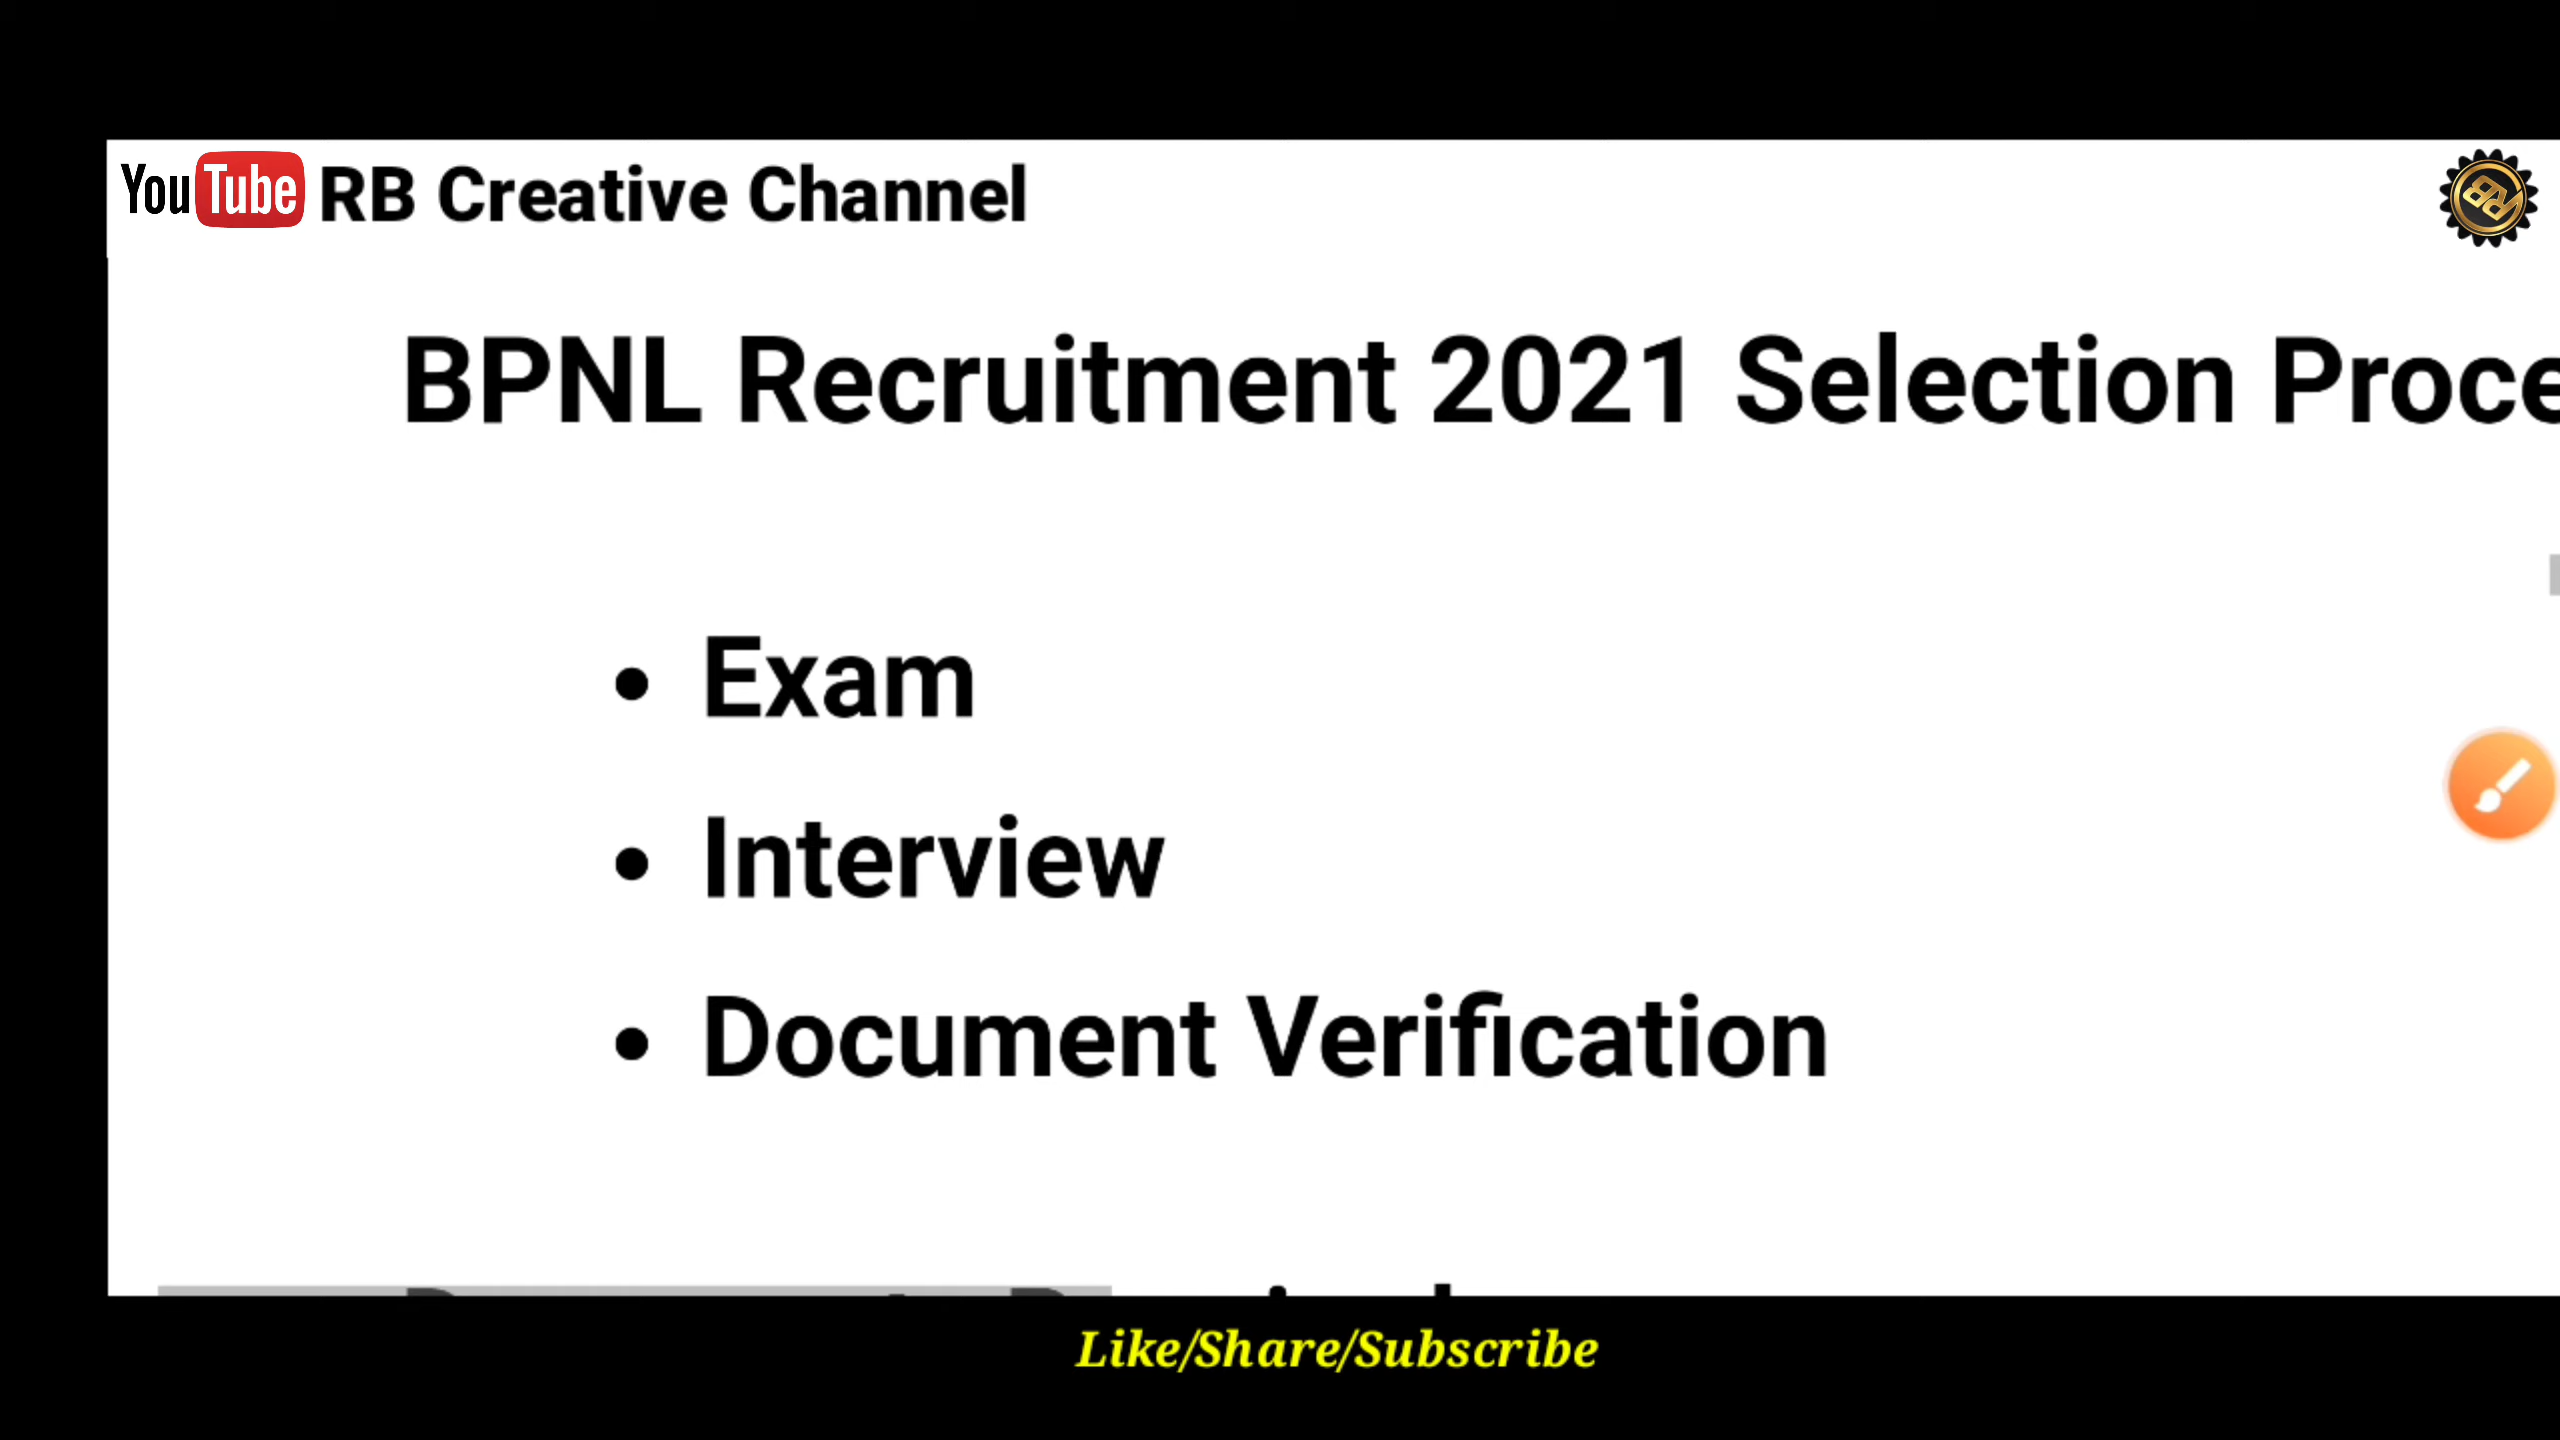 YouTube RB Creative Channel
BPNL Recruitment 2021 Selection Proce
• Exam
• Interview
• Document Verification
Like/Share/Subscribe